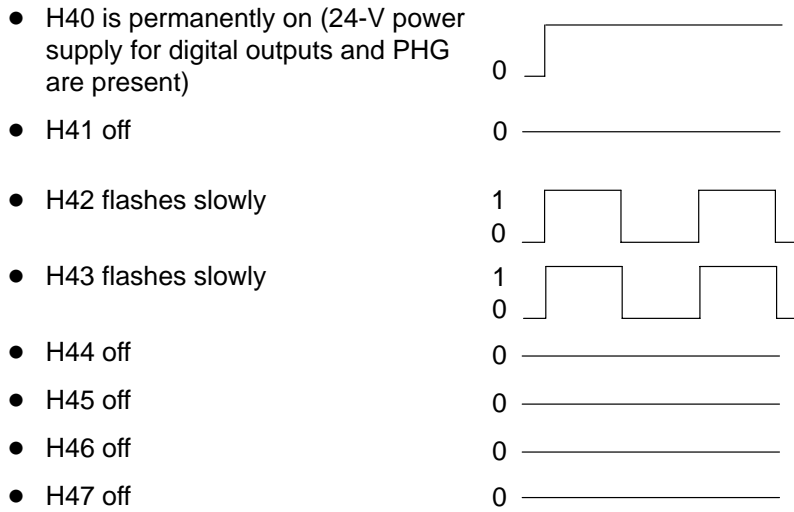 ● H40 is permanently on (24-V power
supply for digital outputs and PHG
are present)
0
● H41 off
0
● H42 flashes slowly
1
0
● H43 flashes slowly
1
0
● H44 off
0
● H45 off
0
● H46 off
0
● H47 off
0